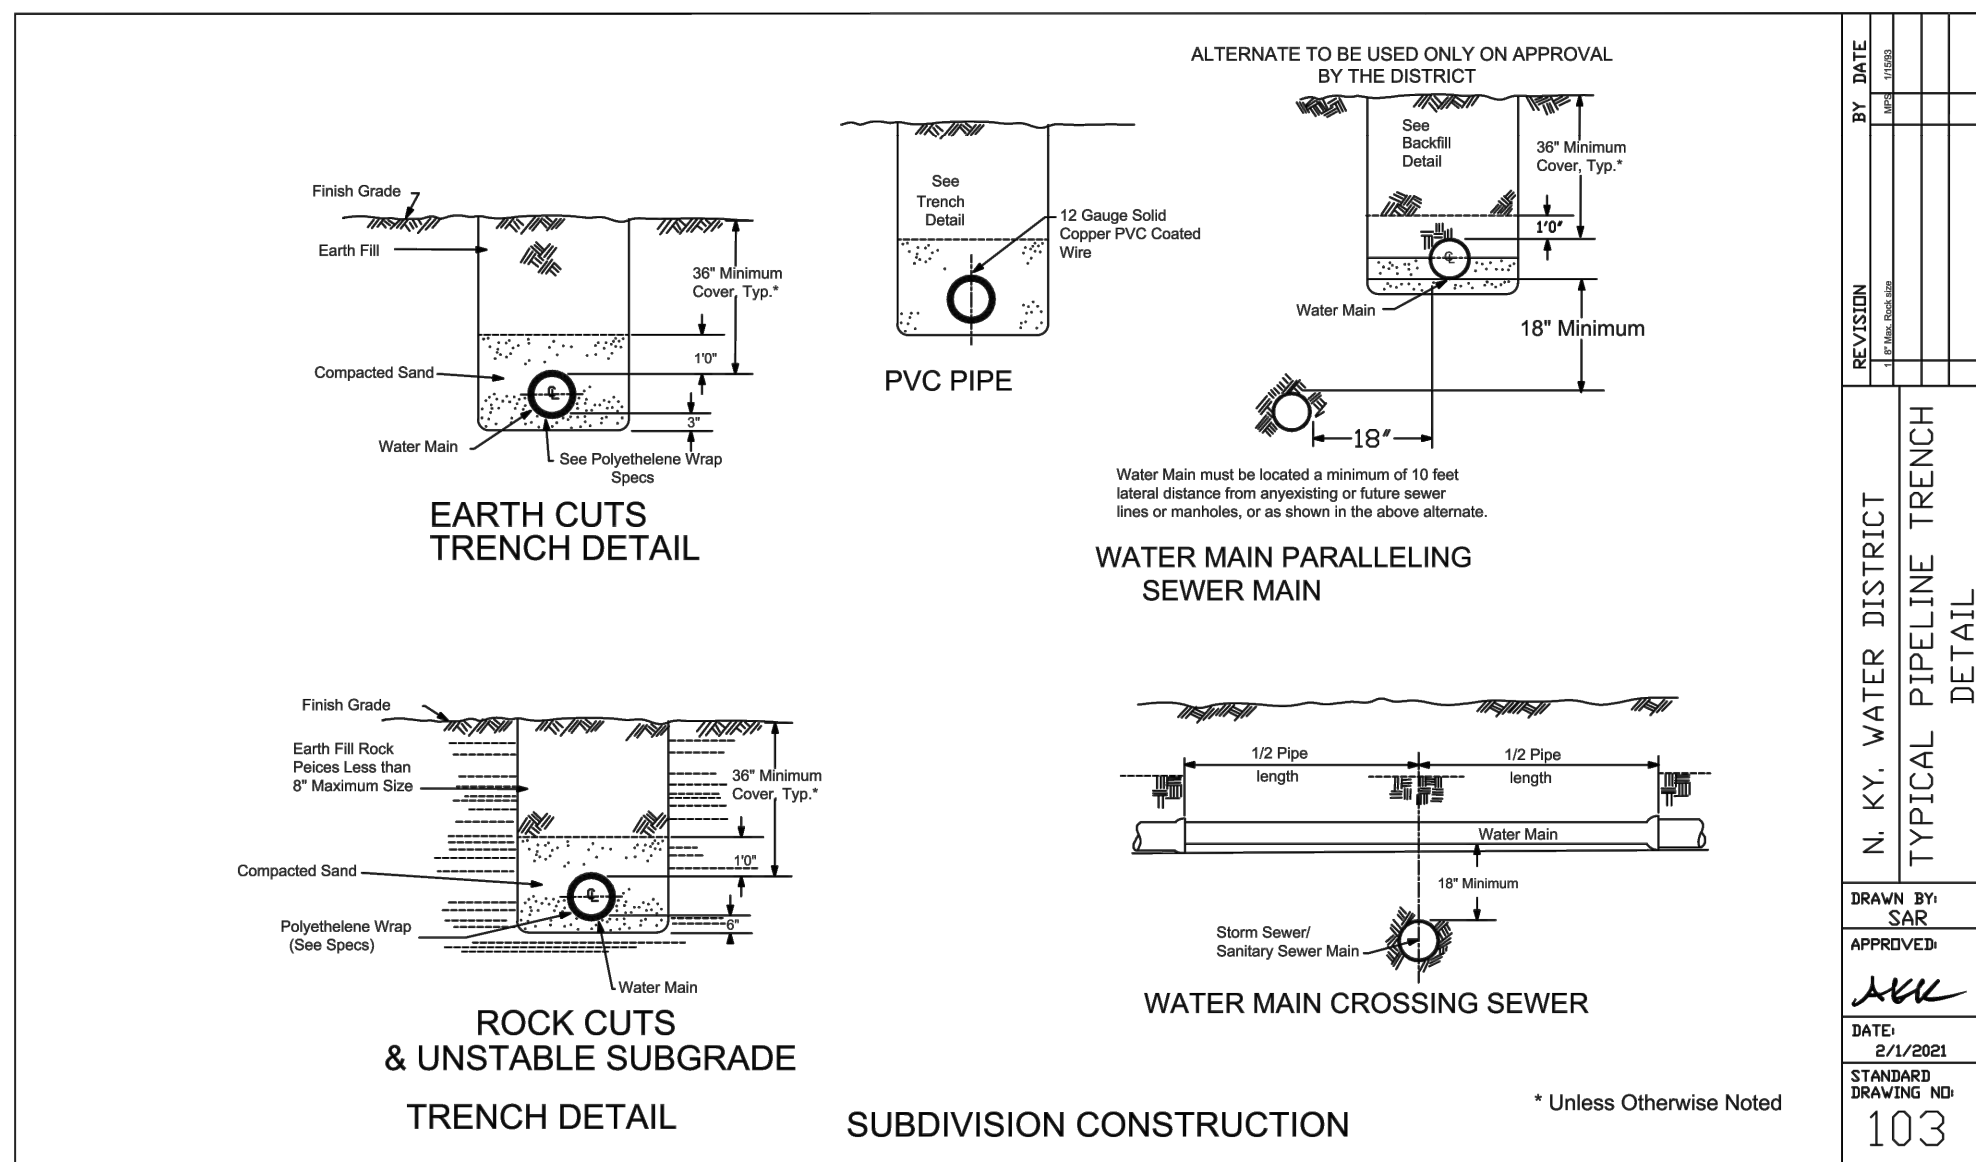 Finish Grade
Earth Fill
36" Minimum
Cover, Typ.*
1'0"
Compacted Sand
3"
Water Main
See Polyethelene Wrap
Specs
EARTH CUTS
TRENCH DETAIL
See
Trench
Detail
12 Gauge Solid
Copper PVC Coated
Wire
PVC PIPE
ALTERNATE TO BE USED ONLY ON APPROVAL
BY THE DISTRICT
See
Backfill
Detail
36" Minimum
Cover, Typ.*
1'0"
℄
Water Main
18" Minimum
18"
Water Main must be located a minimum of 10 feet
lateral distance from anyexisting or future sewer
lines or manholes, or as shown in the above alternate.
WATER MAIN PARALLELING
SEWER MAIN
Finish Grade
Earth Fill Rock
Peices Less than
8" Maximum Size
36" Minimum
Cover, Typ.*
1'0"
Compacted Sand
℄
6"
Polyethelene Wrap
(See Specs)
Water Main
ROCK CUTS
& UNSTABLE SUBGRADE
TRENCH DETAIL
1/2 Pipe
length
1/2 Pipe
length
Water Main
18" Minimum
Storm Sewer/
Sanitary Sewer Main
WATER MAIN CROSSING SEWER
SUBDIVISION CONSTRUCTION
* Unless Otherwise Noted
REVISION BY DATE
1 8" Max. Rock size MPS 1/15/93
N. KY. WATER DISTRICT
TYPICAL PIPELINE TRENCH
DETAIL
DRAWN BY:
SAR
APPROVED:
DATE:
2/1/2021
STANDARD
DRAWING NO:
103